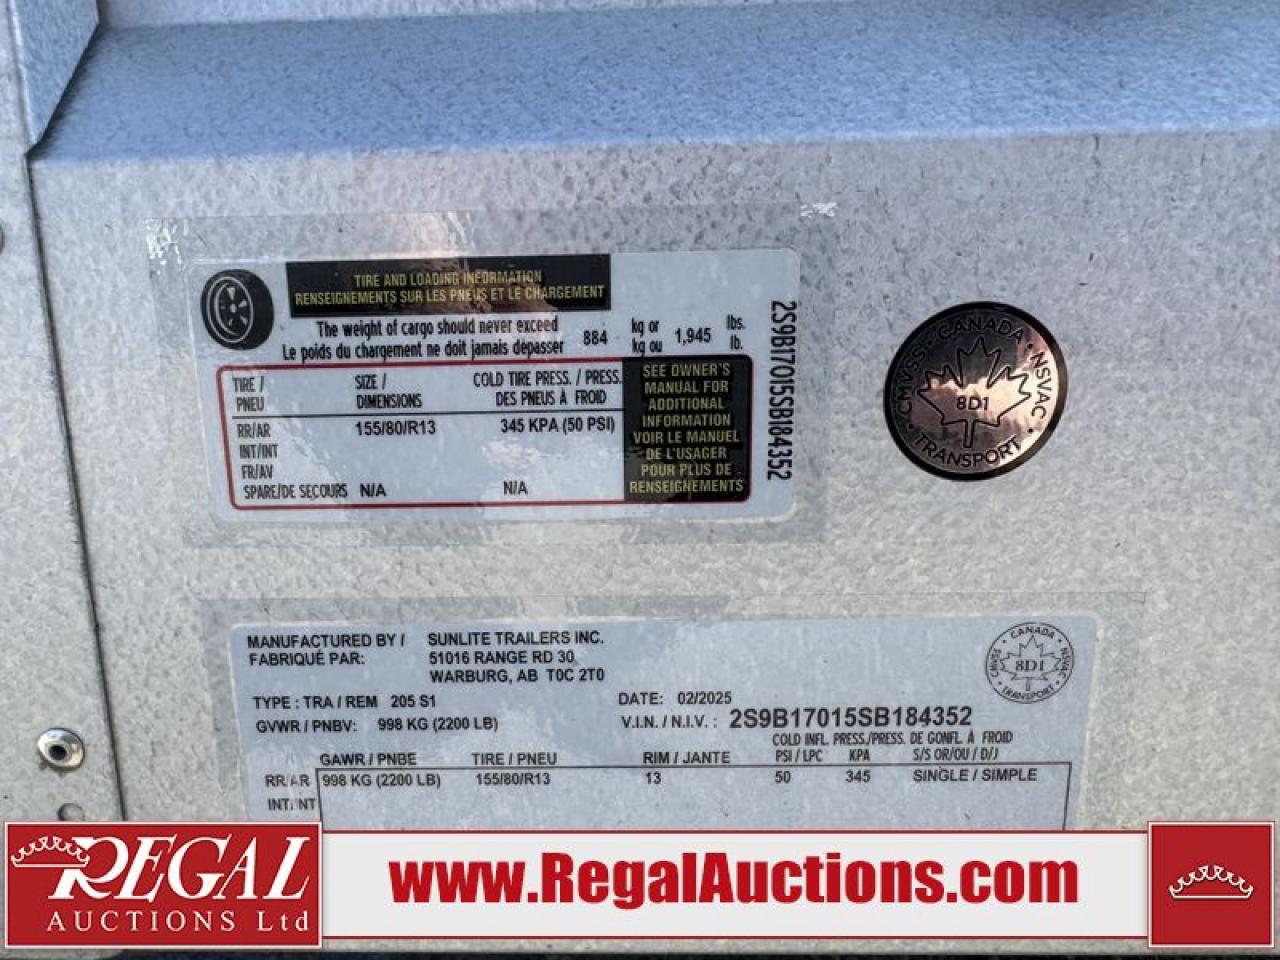 TIRE AND LOADING INFORMATION
RENSEIGNEMENTS SUR LES PNEUS ET LE CHARGEMENT
The weight of cargo should never exceed
Le poids du chargement ne doit jamais dépasser
884 kg or 1,945 lbs.
kg ou lb.
TIRE / SIZE / COLD TIRE PRESS. / PRESS.
PNEU DIMENSIONS DES PNEUS À FROID
RR/AR 155/80/R13 345 KPA (50 PSI)
INT/INT
FR/AV
SPARE/DE SECOURS N/A N/A
SEE OWNER'S
MANUAL FOR
ADDITIONAL
INFORMATION
VOIR LE MANUEL
DE L'USAGER
POUR PLUS DE
RENSEIGNEMENTS
2S9B17015SB184352
CMVSS • CANADA • NSVAC • TRANSPORT •
8D1
MANUFACTURED BY / SUNLITE TRAILERS INC.
FABRIQUÉ PAR: 51016 RANGE RD 30
WARBURG, AB T0C 2T0
TYPE : TRA / REM 205 S1 DATE: 02/2025
GVWR / PNBV: 998 KG (2200 LB) V.I.N. / N.I.V. : 2S9B17015SB184352
COLD INFL. PRESS./PRESS. DE GONFL. À FROID
GAWR / PNBE TIRE / PNEU RIM / JANTE PSI / LPC KPA S/S OR/OU / D/J
RR/AR 998 KG (2200 LB) 155/80/R13 13 50 345 SINGLE / SIMPLE
INT/INT
CMVSS • CANADA • NSVAC • TRANSPORT •
8D1
REGAL
AUCTIONS Ltd
www.RegalAuctions.com